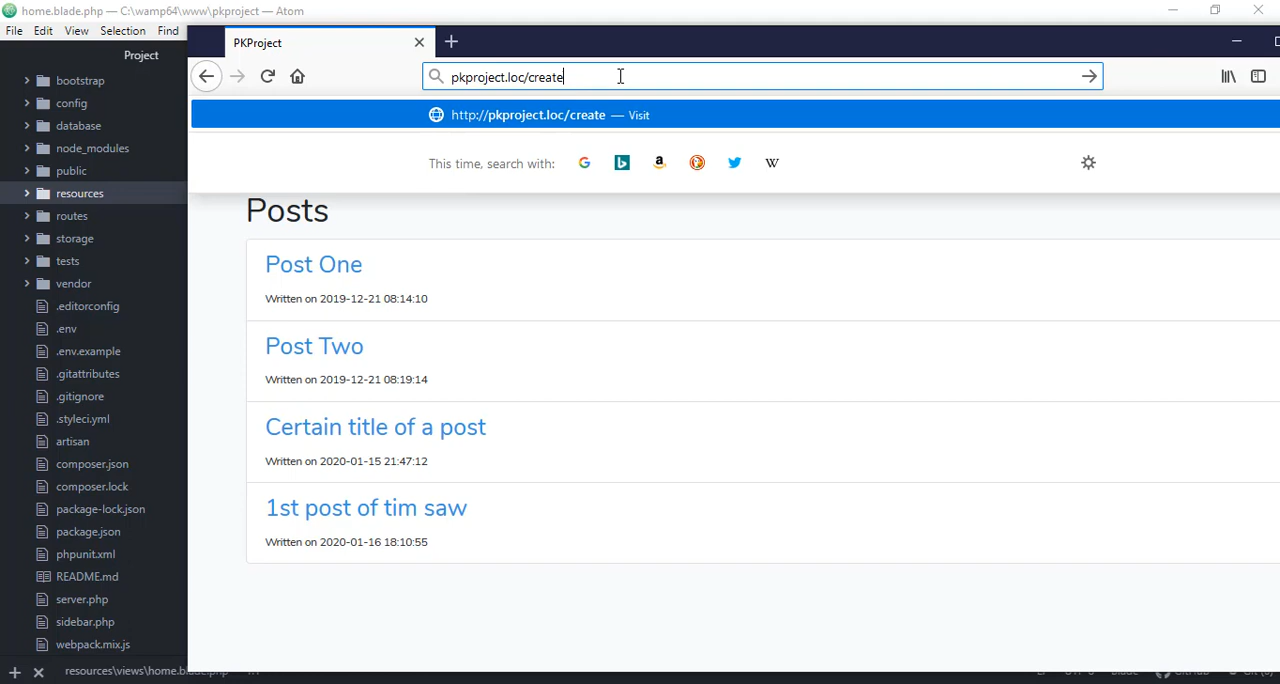 home.blade.php — C:\wamp64\www\pkproject — Atom
File Edit View Selection Find
Project
bootstrap
config
database
node_modules
public
resources
routes
storage
tests
vendor
.editorconfig
.env
.env.example
.gitattributes
.gitignore
.styleci.yml
artisan
composer.json
composer.lock
package-lock.json
package.json
phpunit.xml
README.md
server.php
sidebar.php
webpack.mix.js
PKProject
pkproject.loc/create
http://pkproject.loc/create — Visit
This time, search with:
Posts
Post One
Written on 2019-12-21 08:14:10
Post Two
Written on 2019-12-21 08:19:14
Certain title of a post
Written on 2020-01-15 21:47:12
1st post of tim saw
Written on 2020-01-16 18:10:55
resources\views\home.blade.php